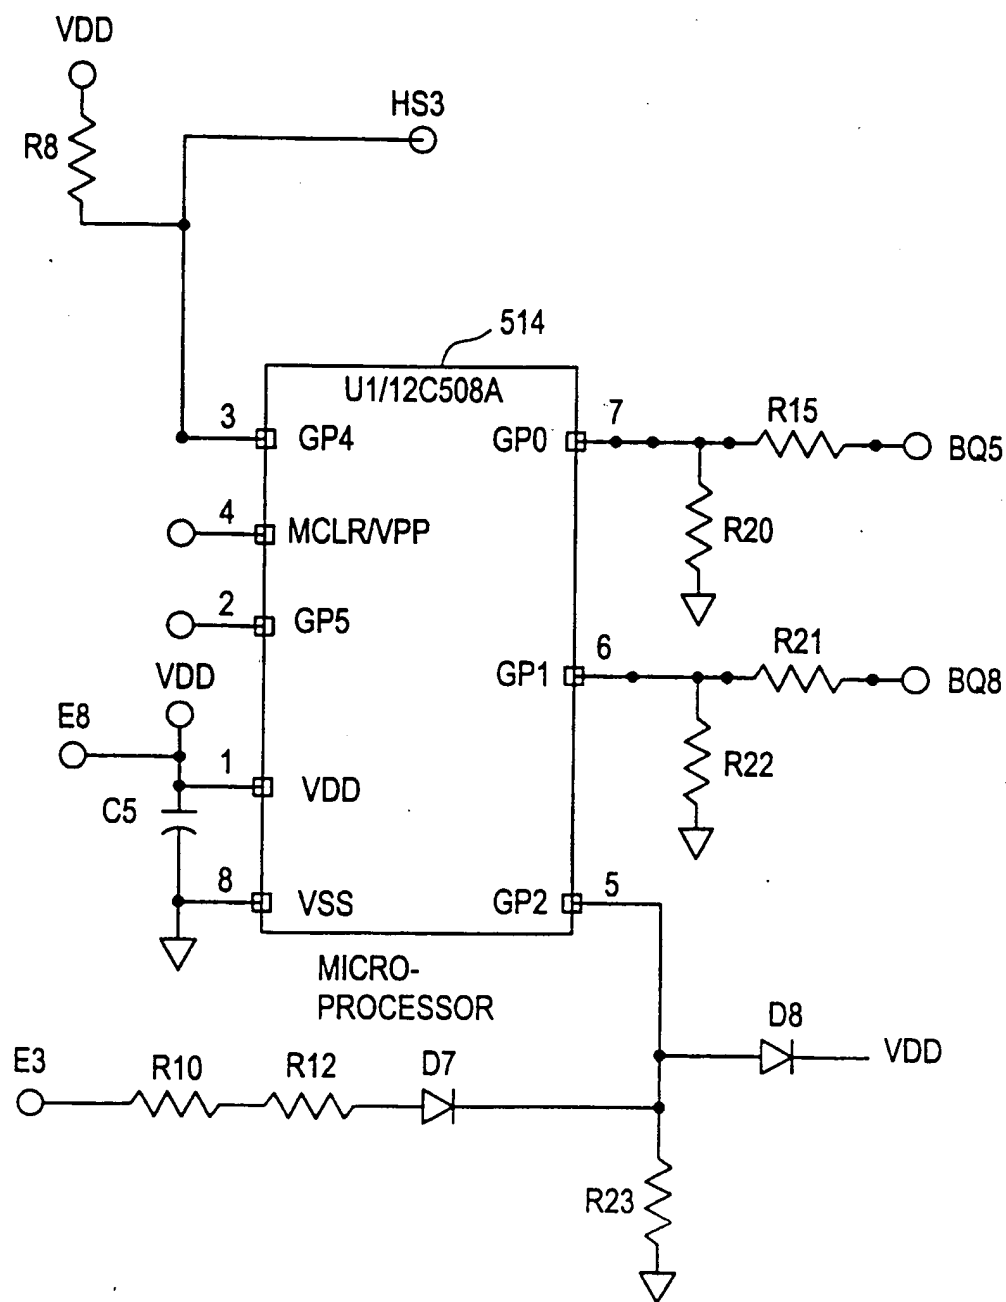 VDD
HS3
R8
514
U1/12C508A
3 GP4 GP0 7 R15 BQ5
4 MCLR/VPP
R20
2 GP5
6 GP1 R21 BQ8
VDD
E8
1 VDD
R22
C5
8 VSS GP2 5
MICRO-
PROCESSOR
D8 VDD
E3 R10 R12 D7
R23